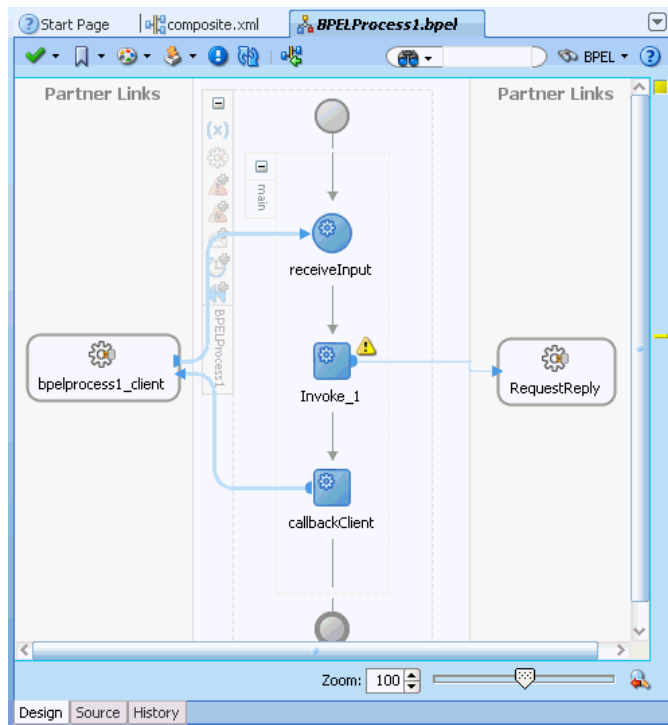 Start Page composite.xml BPELProcess1.bpel
BPEL
Partner Links
Partner Links
(x)
main
receiveInput
BPELProcess1
bpelprocess1_client
Invoke_1
RequestReply
callbackClient
Zoom: 100
Design Source History